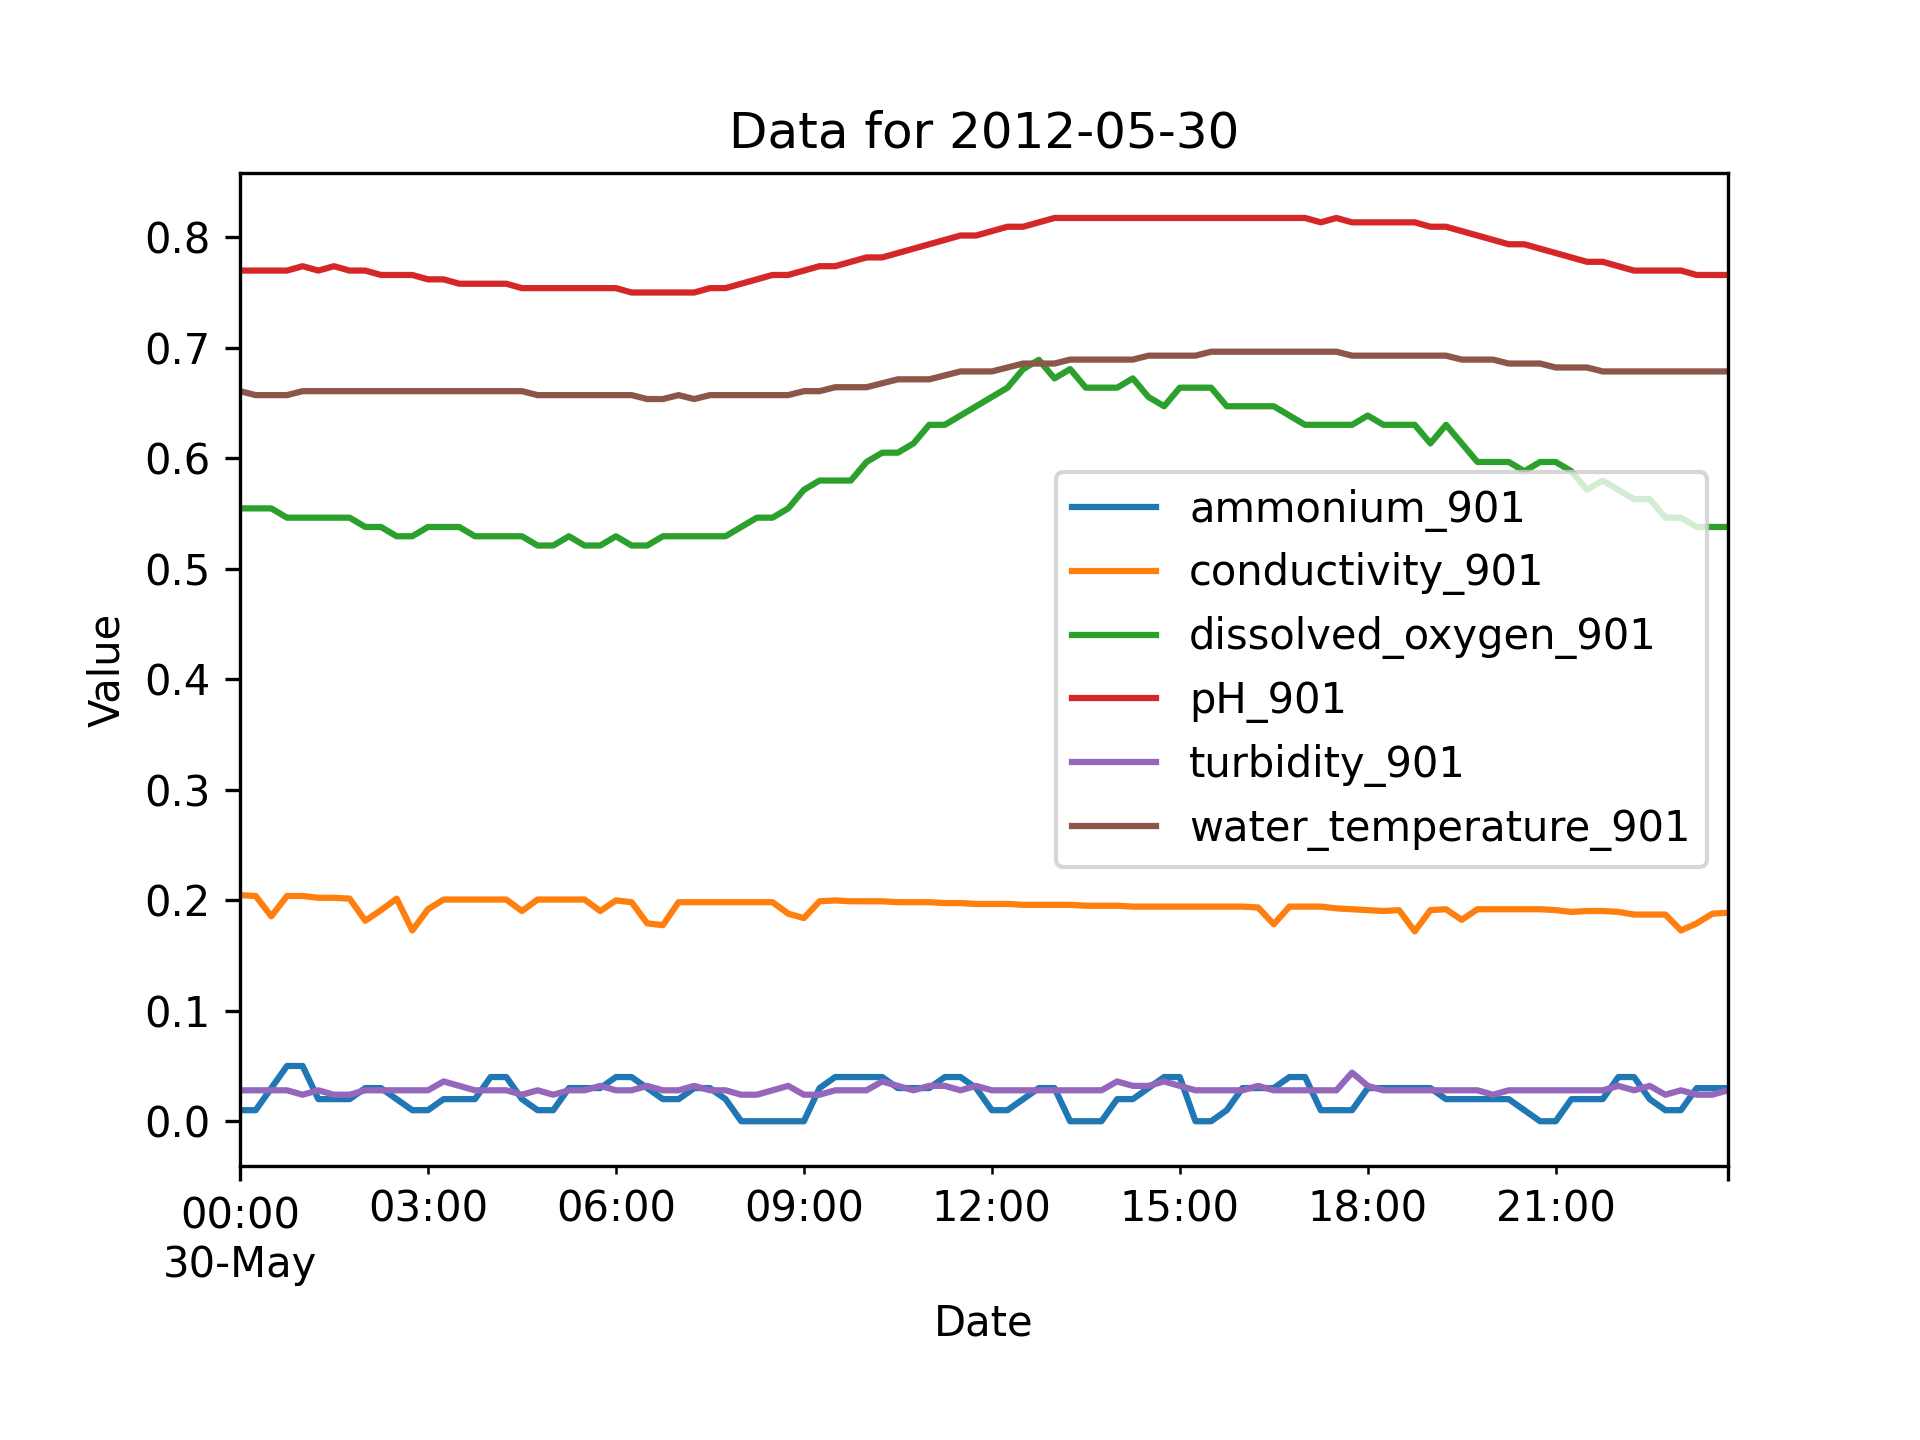 Data for 2012-05-30
Value
0.8
0.7
0.6
0.5
0.4
0.3
0.2
0.1
0.0
ammonium_901
conductivity_901
dissolved_oxygen_901
pH_901
turbidity_901
water_temperature_901
00:00 03:00 06:00 09:00 12:00 15:00 18:00 21:00
30-May
Date